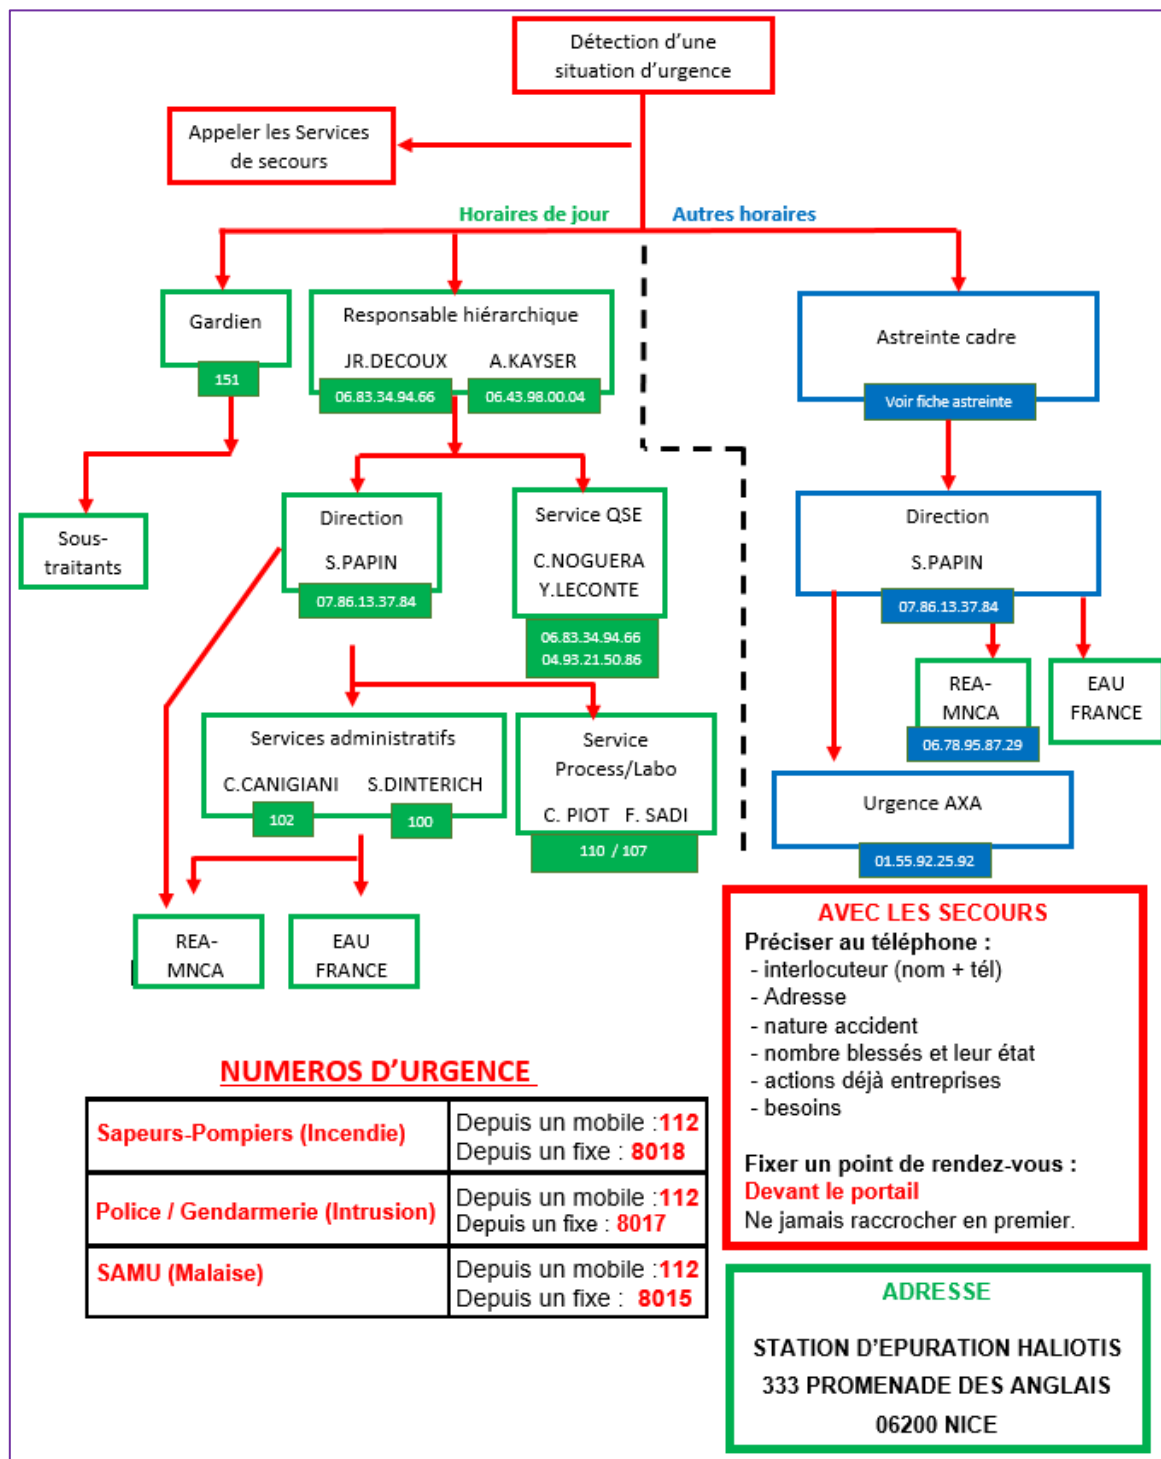 Détection d'une
situation d'urgence
Appeler les Services
de secours
Horaires de jour
Autres horaires
Gardien
151
Responsable hiérarchique
JR.DECOUX A.KAYSER
06.83.34.94.66 06.43.98.00.04
Astreinte cadre
Voir fiche astreinte
Sous-
traitants
Direction
S.PAPIN
07.86.13.37.84
Service QSE
C.NOGUERA
Y.LECONTE
06.83.34.94.66
04.93.21.50.86
Direction
S.PAPIN
07.86.13.37.84
REA-
MNCA
06.78.95.87.29
EAU
FRANCE
Services administratifs
C.CANIGIANI S.DINTERICH
102 100
Service
Process/Labo
C. PIOT F. SADI
110 / 107
Urgence AXA
01.55.92.25.92
REA-
MNCA
EAU
FRANCE
AVEC LES SECOURS
Préciser au téléphone :
- interlocuteur (nom + tél)
- Adresse
- nature accident
- nombre blessés et leur état
- actions déjà entreprises
- besoins
Fixer un point de rendez-vous :
Devant le portail
Ne jamais raccrocher en premier.
NUMEROS D'URGENCE
Sapeurs-Pompiers (Incendie)
Depuis un mobile :112
Depuis un fixe : 8018
Police / Gendarmerie (Intrusion)
Depuis un mobile :112
Depuis un fixe : 8017
SAMU (Malaise)
Depuis un mobile :112
Depuis un fixe : 8015
ADRESSE
STATION D'EPURATION HALIOTIS
333 PROMENADE DES ANGLAIS
06200 NICE